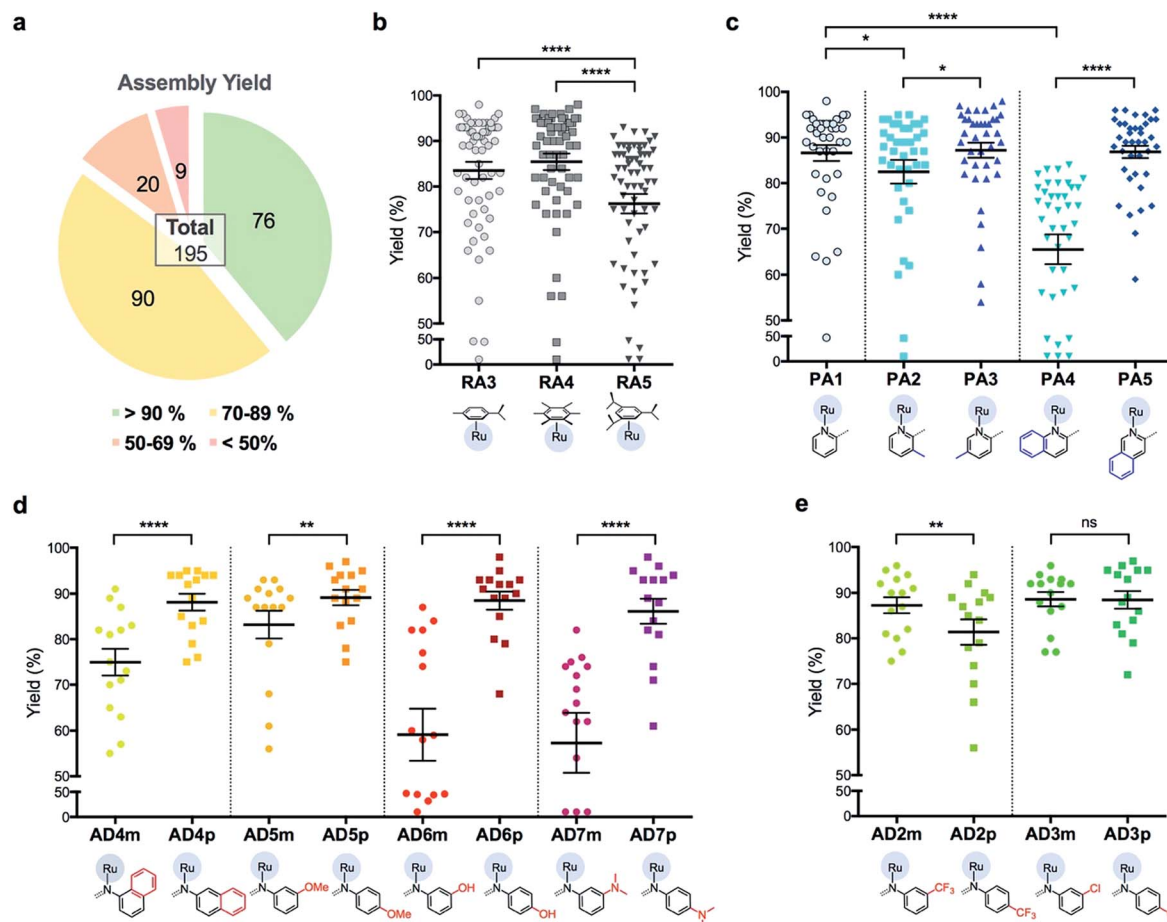 a
Assembly Yield
9
20
76
Total
195
90
> 90 %
70-89 %
50-69 %
< 50%
b
****
****
Yield (%)
100
90
80
70
60
50
50
0
RA3
RA4
RA5
Ru
Ru
Ru
c
****
*
*
****
Yield (%)
100
90
80
70
60
50
50
0
PA1
PA2
PA3
PA4
PA5
Ru
Ru
Ru
Ru
Ru
N
N
N
N
N
d
****
**
****
****
Yield (%)
100
90
80
70
60
50
50
0
AD4m
AD4p
AD5m
AD5p
AD6m
AD6p
AD7m
AD7p
Ru
Ru
Ru
Ru
Ru
Ru
Ru
Ru
N
N
N
N
N
N
N
N
OMe
OMe
OH
OH
N
N
e
**
ns
Yield (%)
100
90
80
70
60
50
50
0
AD2m
AD2p
AD3m
AD3p
Ru
Ru
Ru
Ru
N
N
N
N
CF3
CF3
Cl